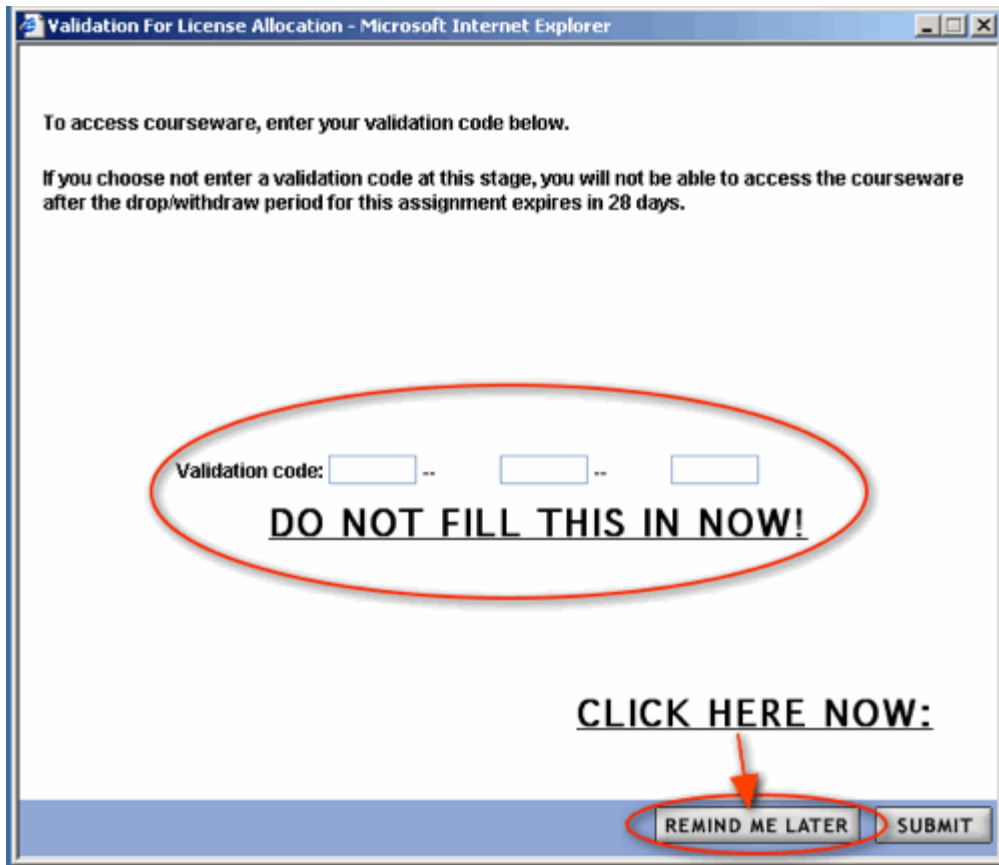 Validation For License Allocation - Microsoft Internet Explorer
To access courseware, enter your validation code below.
If you choose not enter a validation code at this stage, you will not be able to access the courseware
after the drop/withdraw period for this assignment expires in 28 days.
Validation code: -- --
DO NOT FILL THIS IN NOW!
CLICK HERE NOW:
REMIND ME LATER SUBMIT